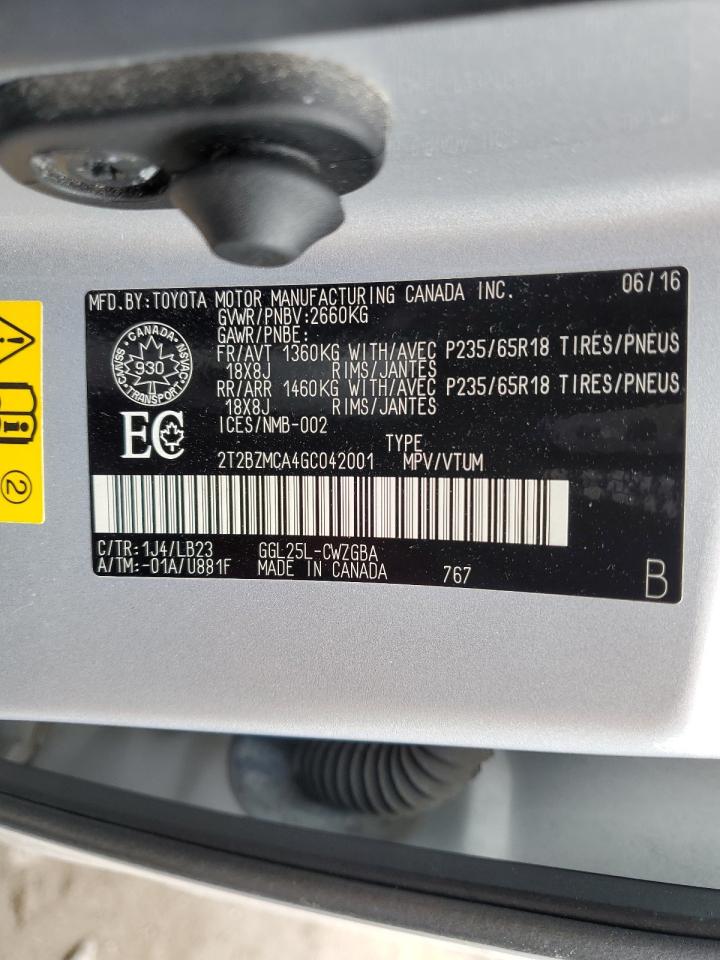 MFD.BY:TOYOTA MOTOR MANUFACTURING CANADA INC. 06/16
GVWR/PNBV:2660KG
GAWR/PNBE:
FR/AVT 1360KG WITH/AVEC P235/65R18 TIRES/PNEUS
18X8J RIMS/JANTES
RR/ARR 1460KG WITH/AVEC P235/65R18 TIRES/PNEUS
18X8J RIMS/JANTES
ICES/NMB-002
CANADA
CMVSS NSVAC
930
TRANSPORT
EC
TYPE
2T2BZMCA4GC042001 MPV/VTUM
C/TR:1J4/LB23 GGL25L-CWZGBA
A/TM:-01A/U881F MADE IN CANADA 767
B
2